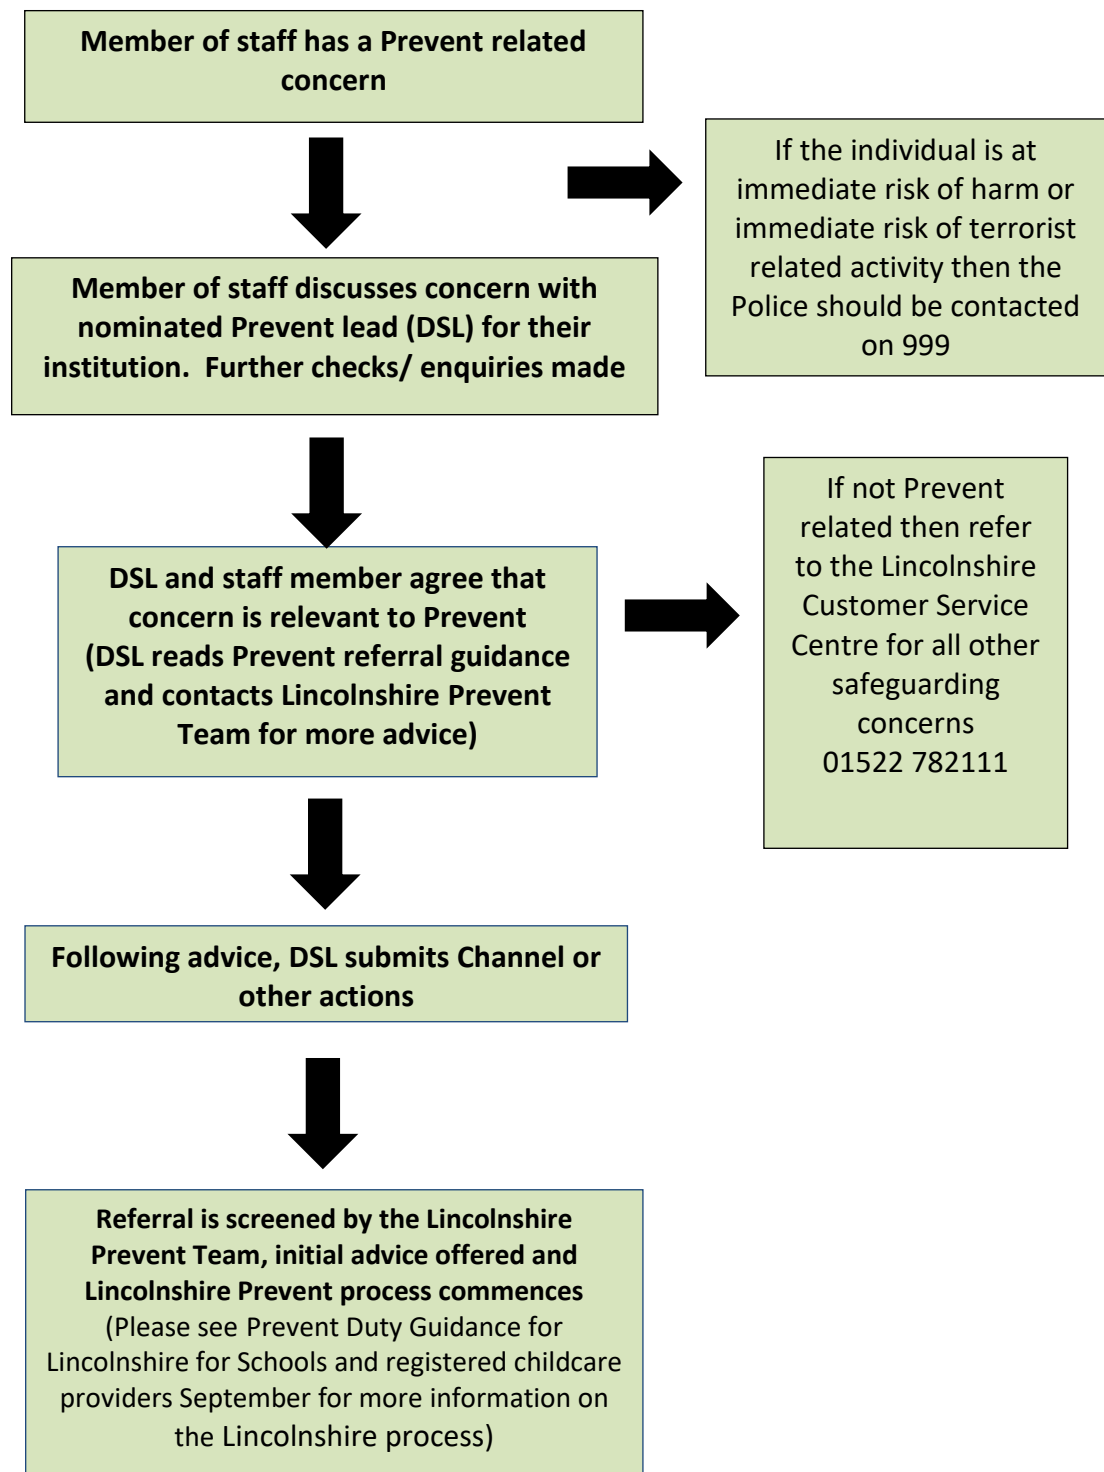 Member of staff has a Prevent related
concern
If the individual is at
immediate risk of harm or
immediate risk of terrorist
related activity then the
Police should be contacted
on 999
Member of staff discusses concern with
nominated Prevent lead (DSL) for their
institution.  Further checks/ enquiries made
If not Prevent
related then refer
to the Lincolnshire
Customer Service
Centre for all other
safeguarding
concerns
01522 782111
DSL and staff member agree that
concern is relevant to Prevent
(DSL reads Prevent referral guidance
and contacts Lincolnshire Prevent
Team for more advice)
Following advice, DSL submits Channel or
other actions
Referral is screened by the Lincolnshire
Prevent Team, initial advice offered and
Lincolnshire Prevent process commences
(Please see Prevent Duty Guidance for
Lincolnshire for Schools and registered childcare
providers September for more information on
the Lincolnshire process)